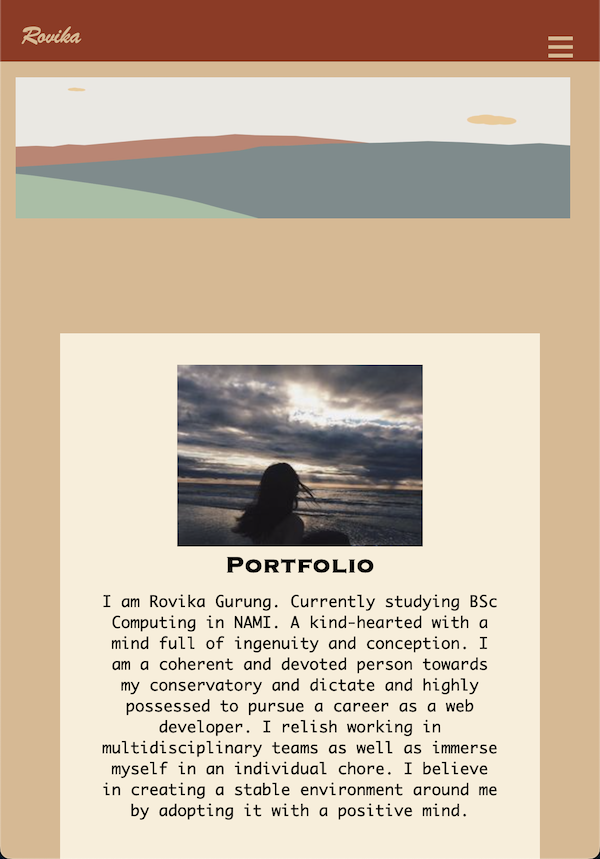 Rovika
Portfolio
I am Rovika Gurung. Currently studying BSc
Computing in NAMI. A kind-hearted with a
mind full of ingenuity and conception. I
am a coherent and devoted person towards
my conservatory and dictate and highly
possessed to pursue a career as a web
developer. I relish working in
multidisciplinary teams as well as immerse
myself in an individual chore. I believe
in creating a stable environment around me
by adopting it with a positive mind.